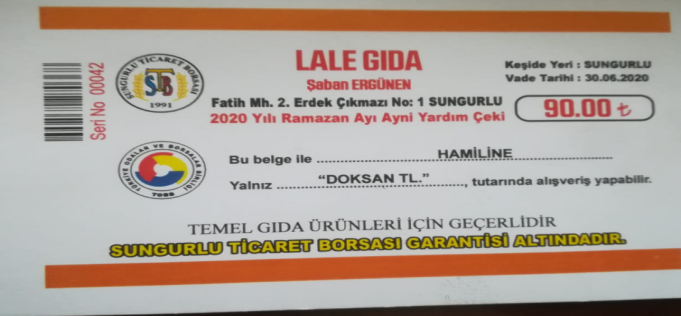 Seri No 00042
SUNGURLU TİCARET BORSASI
STB
1991
LALE GIDA
Şaban ERGÜNEN
Fatih Mh. 2. Erdek Çıkmazı No: 1 SUNGURLU
2020 Yılı Ramazan Ayı Ayni Yardım Çeki
Keşide Yeri : SUNGURLU
Vade Tarihi : 30.06.2020
90.00 ₺
TÜRKİYE ODALAR VE BORSALAR BİRLİĞİ
TOBB
Bu belge ile ........ HAMİLİNE ........
Yalnız ........ "DOKSAN TL." ........, tutarında alışveriş yapabilir.
TEMEL GIDA ÜRÜNLERİ İÇİN GEÇERLİDİR
SUNGURLU TİCARET BORSASI GARANTİSİ ALTINDADIR.